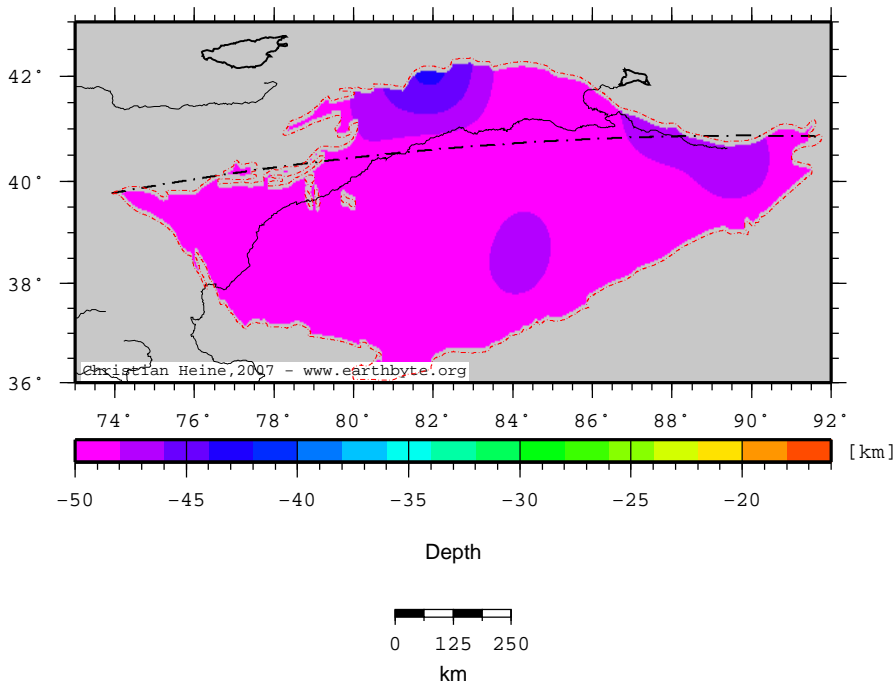 42°
40°
38°
36°
Christian Heine,2007 - www.earthbyte.org
74° 76° 78° 80° 82° 84° 86° 88° 90° 92°
[km]
−50 −45 −40 −35 −30 −25 −20
Depth
0 125 250
km